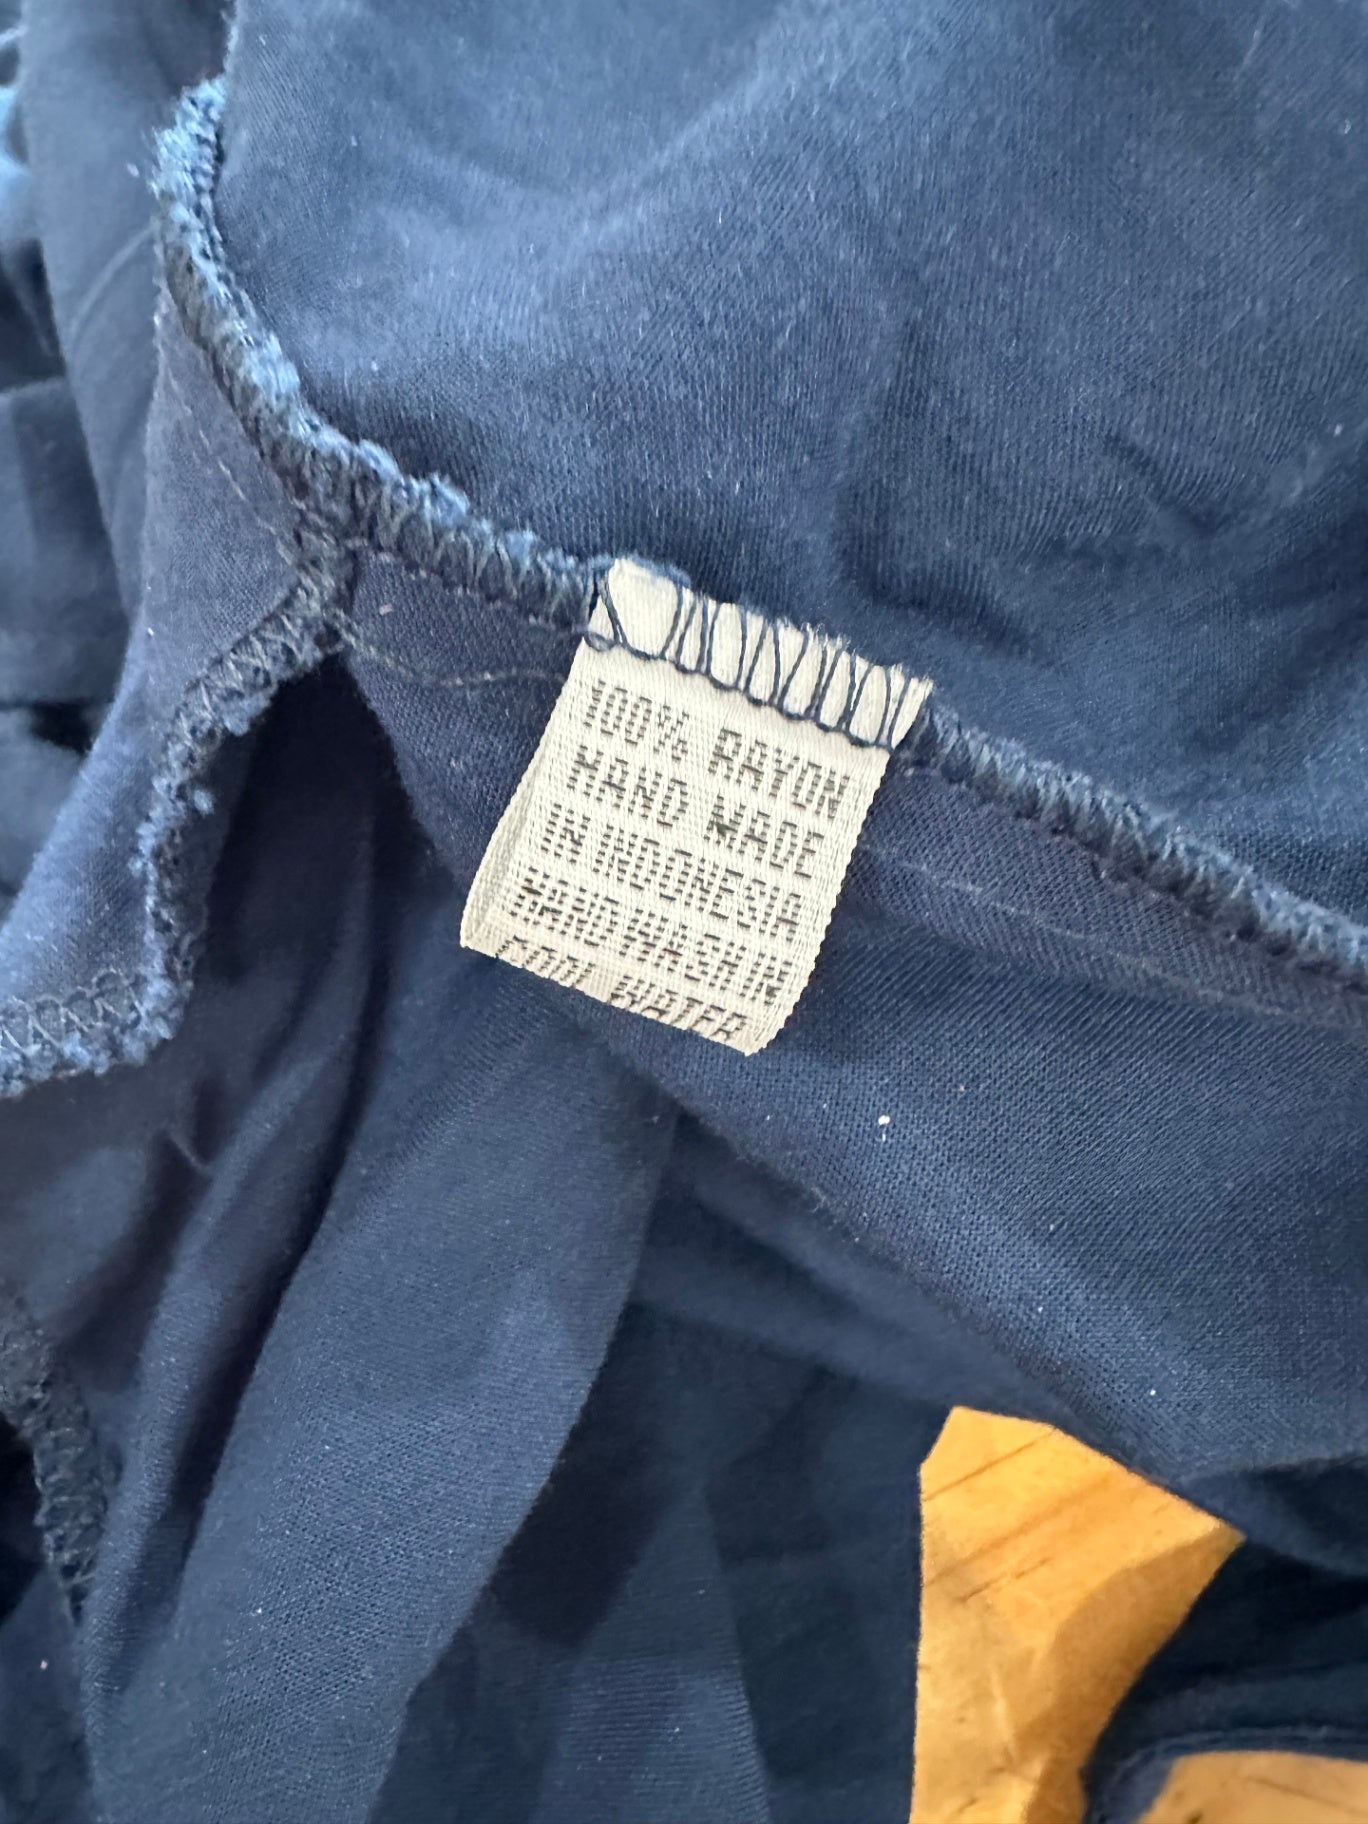 100% RAYON
HAND MADE
IN INDONESIA
HAND WASH IN
COOL WATER